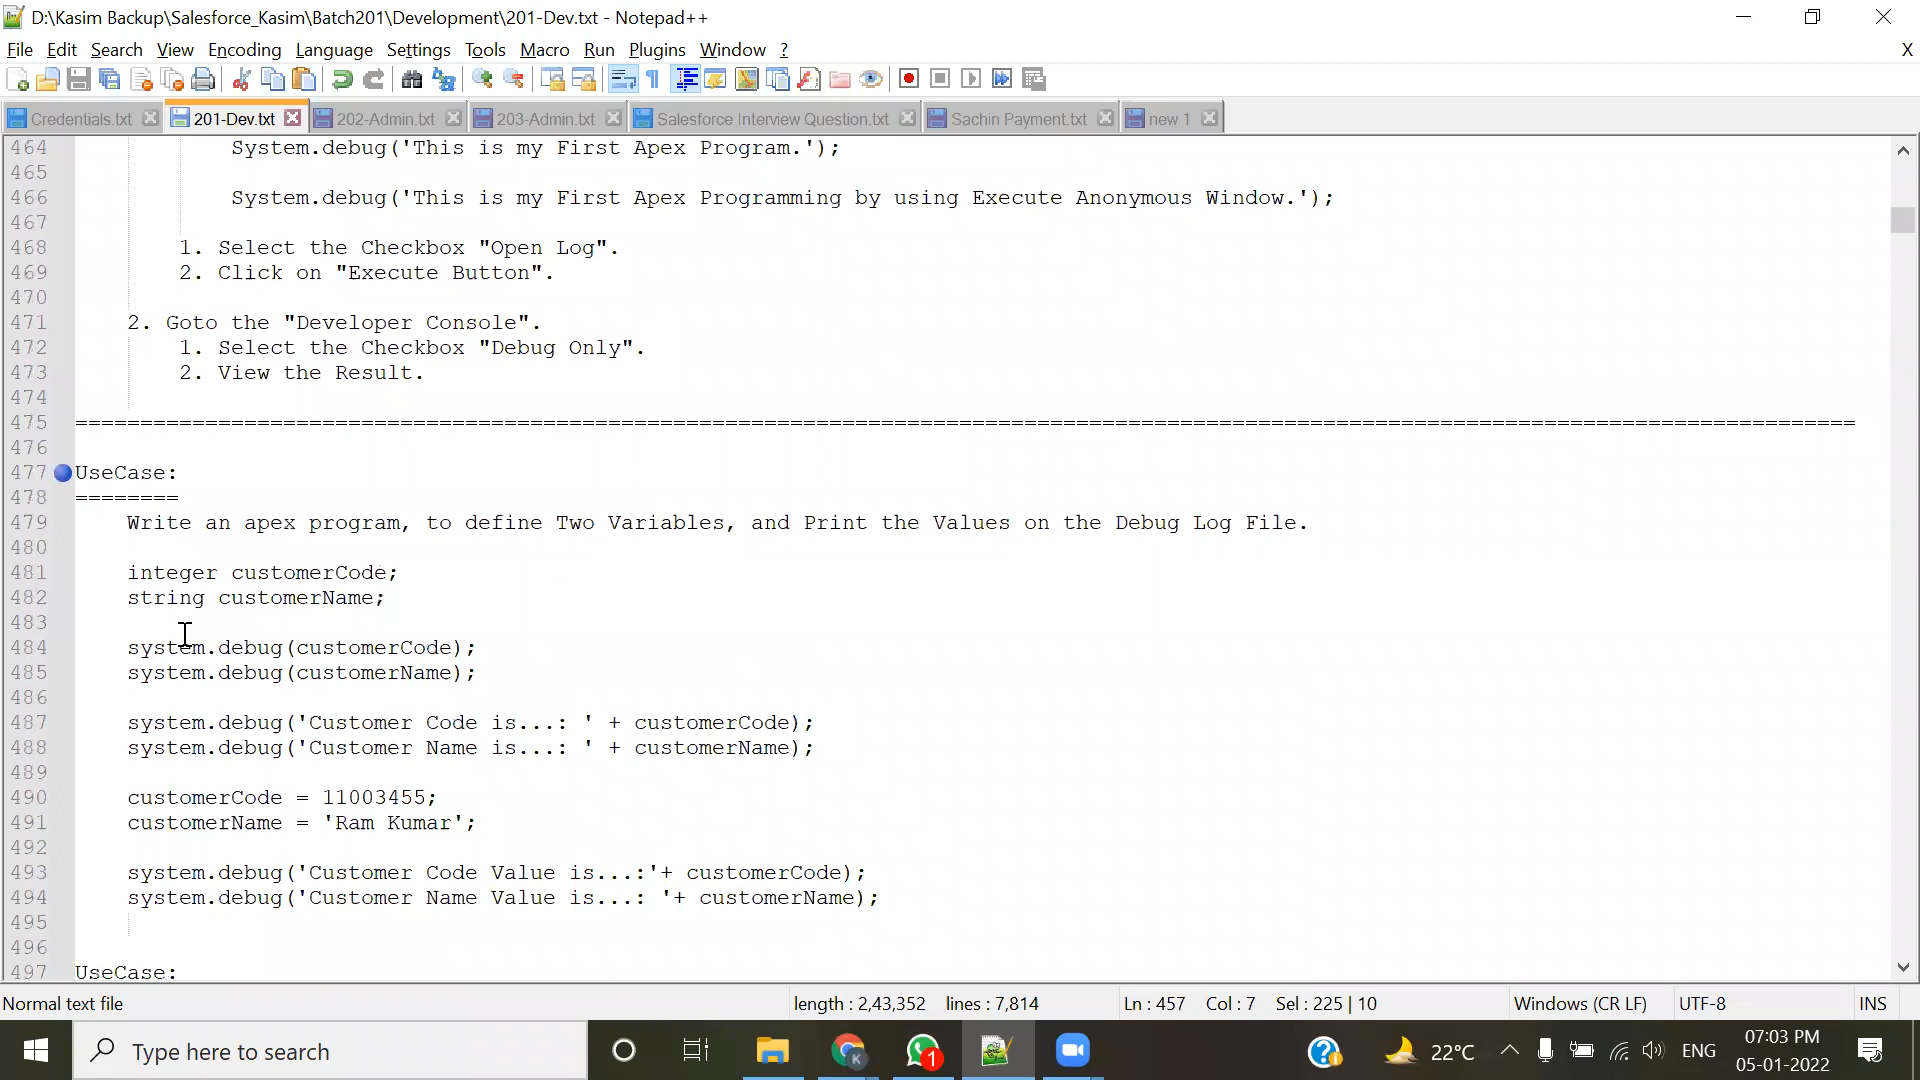 D:\Kasim Backup\Salesforce_Kasim\Batch201\Development\201-Dev.txt - Notepad++
File Edit Search View Encoding Language Settings Tools Macro Run Plugins Window ? X
Credentials.txt 201-Dev.txt 202-Admin.txt 203-Admin.txt Salesforce Interview Question.txt Sachin Payment.txt new 1
464 System.debug('This is my First Apex Program.');
465
466 System.debug('This is my First Apex Programming by using Execute Anonymous Window.');
467
468 1. Select the Checkbox "Open Log".
469 2. Click on "Execute Button".
470
471 2. Goto the "Developer Console".
472 1. Select the Checkbox "Debug Only".
473 2. View the Result.
474
475 =========================================================================================================================================
476
477 UseCase:
478 ========
479 Write an apex program, to define Two Variables, and Print the Values on the Debug Log File.
480
481 integer customerCode;
482 string customerName;
483
484 system.debug(customerCode);
485 system.debug(customerName);
486
487 system.debug('Customer Code is...: ' + customerCode);
488 system.debug('Customer Name is...: ' + customerName);
489
490 customerCode = 11003455;
491 customerName = 'Ram Kumar';
492
493 system.debug('Customer Code Value is...:'+ customerCode);
494 system.debug('Customer Name Value is...: '+ customerName);
495
496
497 UseCase:
Normal text file length : 2,43,352 lines : 7,814 Ln : 457 Col : 7 Sel : 225 | 10 Windows (CR LF) UTF-8 INS
Type here to search 1 22°C ENG 07:03 PM
05-01-2022